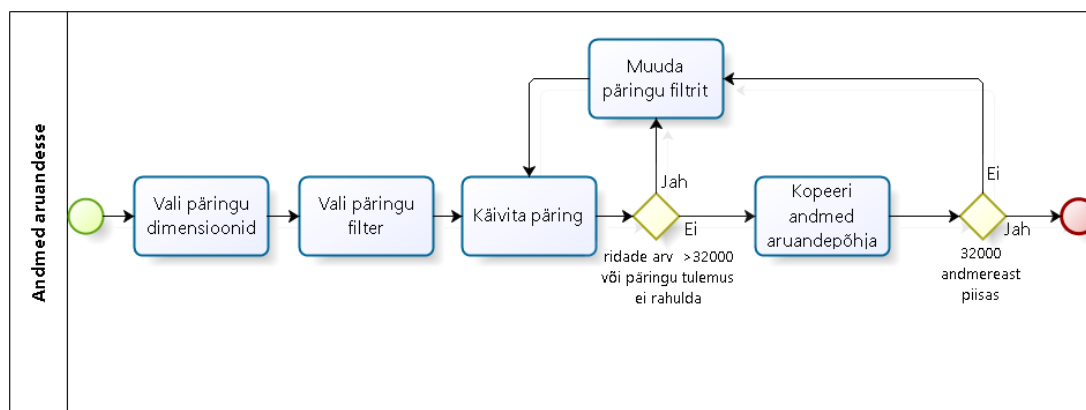 Andmed aruandesse
Vali päringu
dimensioonid
Vali päringu
filter
Käivita päring
Muuda
päringu filtrit
Jah
Ei
ridade arv >32000
või päringu tulemus
ei rahulda
Kopeeri
andmed
aruandepõhja
Ei
Jah
32000
andmereast
piisas